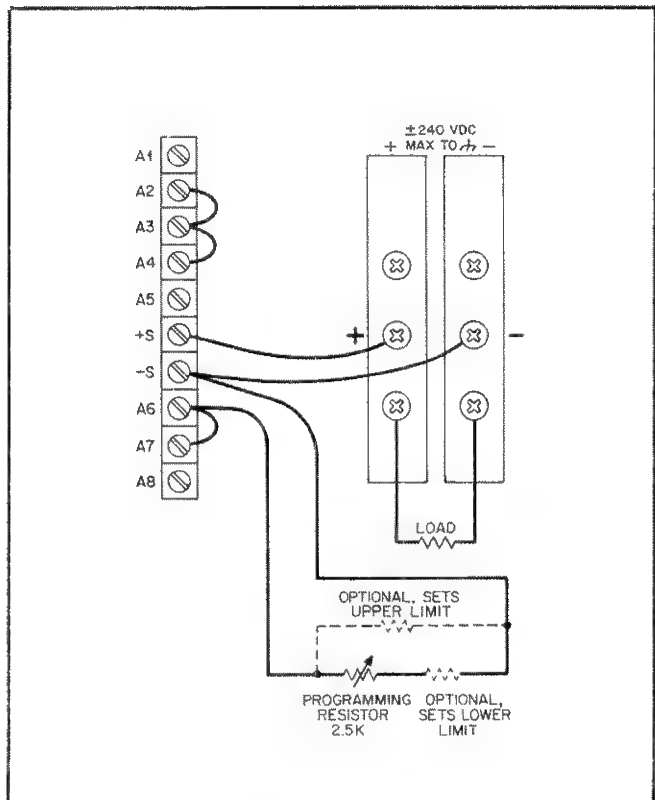 ±240 VDC
+ MAX TO ⏚ -
A1
A2
A3
A4
A5
+S
-S
A6
A7
A8
+
-
LOAD
OPTIONAL, SETS
UPPER LIMIT
PROGRAMMING
RESISTOR
2.5K
OPTIONAL,
SETS LOWER
LIMIT